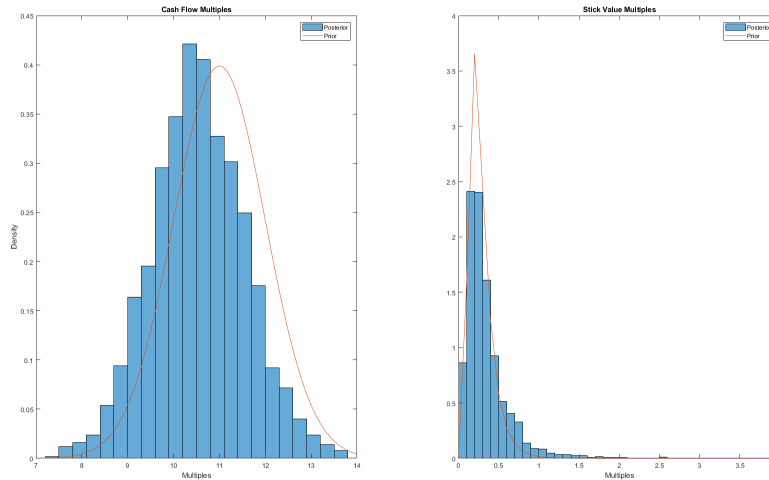 Cash Flow Multiples
Posterior
Prior
0.45
0.4
0.35
0.3
0.25
0.2
0.15
0.1
0.05
0
Density
7 8 9 10 11 12 13 14
Multiples
Stick Value Multiples
Posterior
Prior
4
3.5
3
2.5
2
1.5
1
0.5
0
0 0.5 1 1.5 2 2.5 3 3.5
Multiples